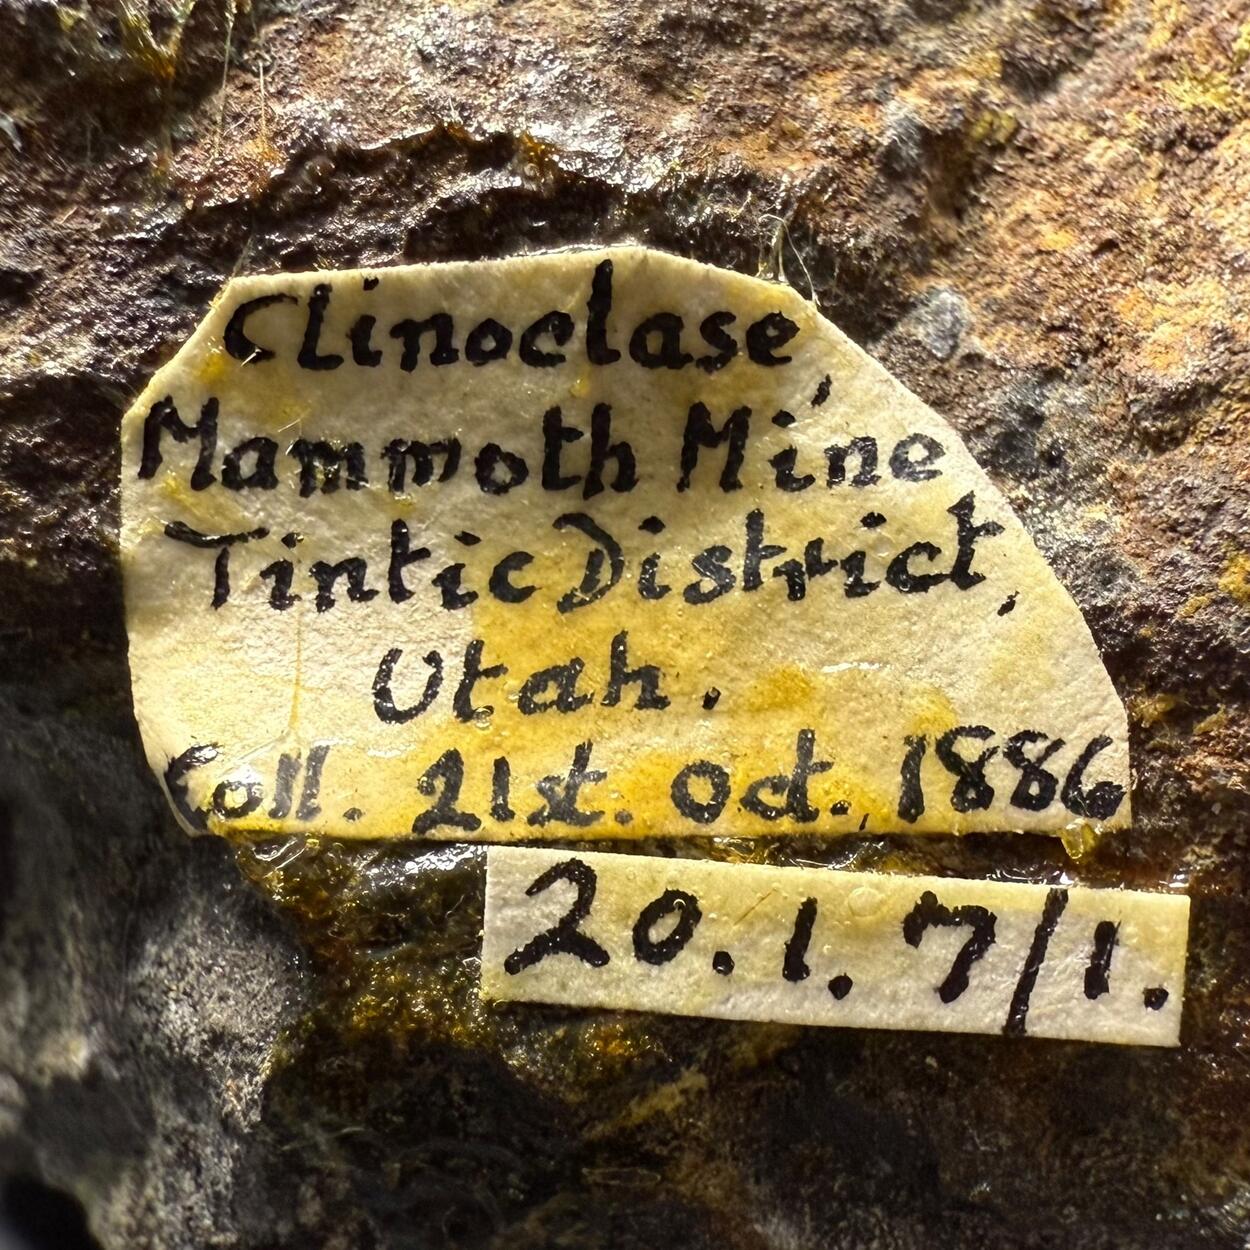 Clinoclase,
Mammoth Mine
Tintic District,
Utah.
Coll. 21st. Oct. 1886
20.1.7/1.